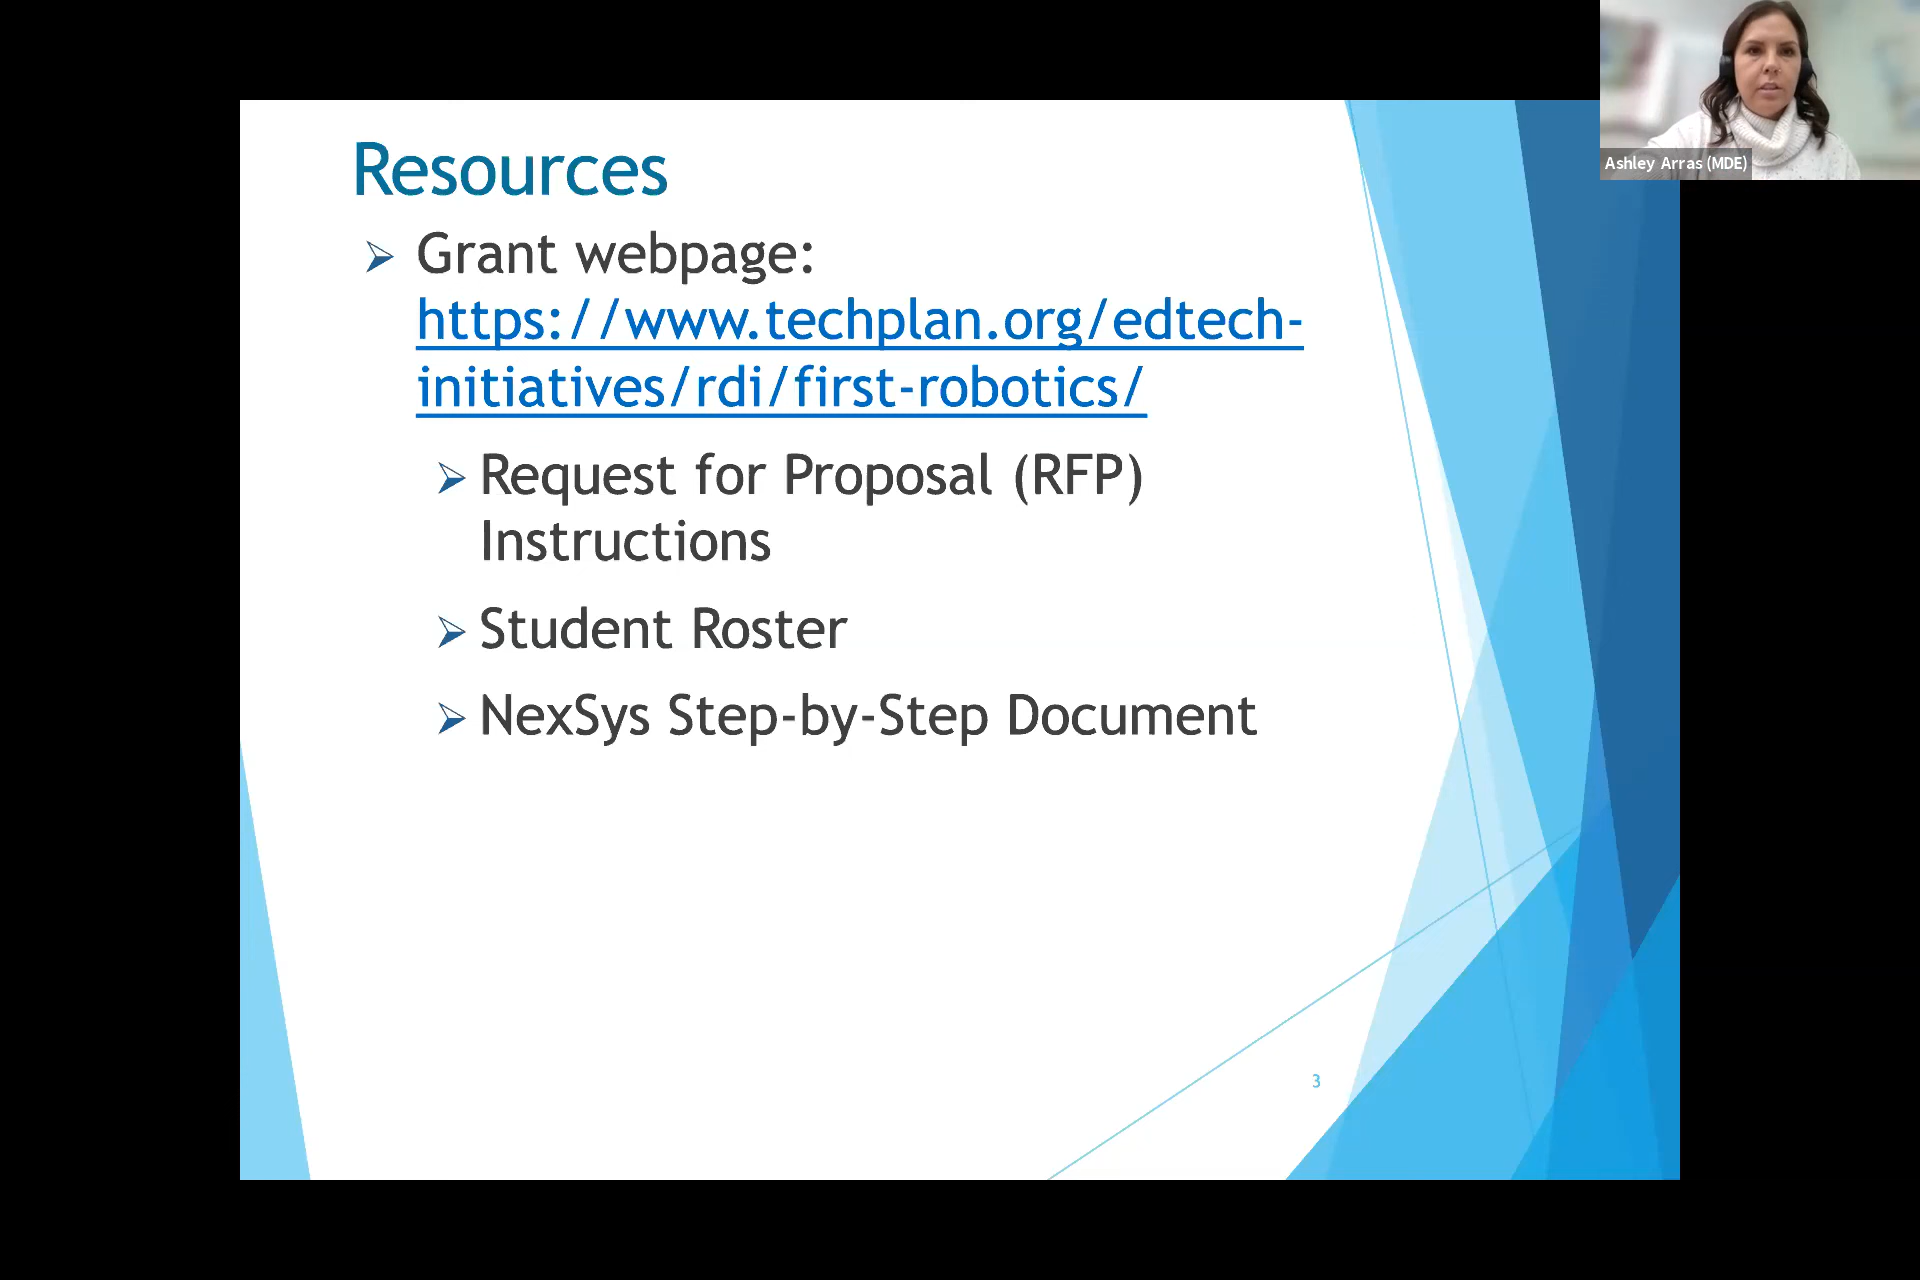 Ashley Arras (MDE)
Resources
Grant webpage:
https://www.techplan.org/edtech-
initiatives/rdi/first-robotics/
Request for Proposal (RFP)
Instructions
Student Roster
NexSys Step-by-Step Document
3